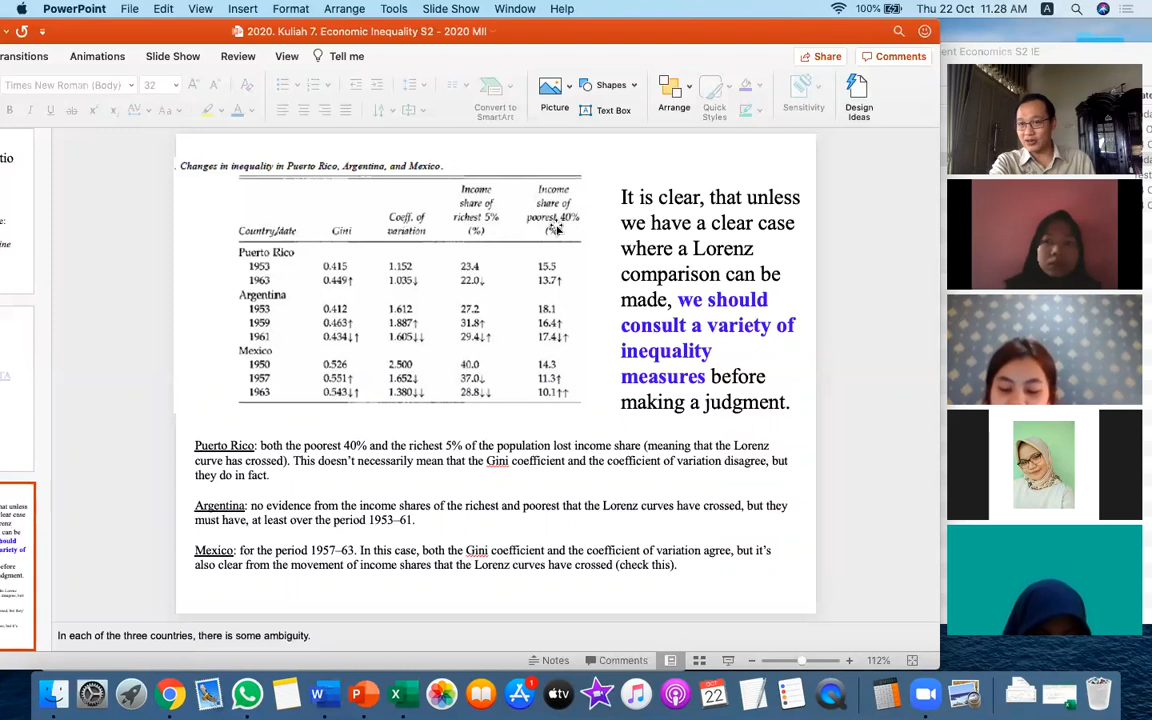 PowerPoint File Edit View Insert Format Arrange Tools Slide Show Window Help 100% Thu 22 Oct 11.28 AM
2020. Kuliah 7. Economic Inequality S2 - 2020 MII
ransitions Animations Slide Show Review View Tell me Share Comments
ent Economics S2 IE
Times New Roman (Body) 32
Convert to SmartArt
Picture
Shapes
Text Box
Arrange
Quick Styles
Sensitivity
Design Ideas
. Changes in inequality in Puerto Rico, Argentina, and Mexico.
Country/date Gini Coeff. of variation Income share of richest 5% (%) Income share of poorest 40% (%)
Puerto Rico
1953 0.415 1.152 23.4 15.5
1963 0.449↑ 1.035↓ 22.0↓ 13.7↑
Argentina
1953 0.412 1.612 27.2 18.1
1959 0.463↑ 1.887↑ 31.8↑ 16.4↑
1961 0.434↓↑ 1.605↓↓ 29.4↓↑ 17.4↓↑
Mexico
1950 0.526 2.500 40.0 14.3
1957 0.551↑ 1.652↓ 37.0↓ 11.3↑
1963 0.543↓↑ 1.380↓↓ 28.8↓↓ 10.1↑↑
It is clear, that unless
we have a clear case
where a Lorenz
comparison can be
made, we should
consult a variety of
inequality
measures before
making a judgment.
Puerto Rico: both the poorest 40% and the richest 5% of the population lost income share (meaning that the Lorenz
curve has crossed). This doesn't necessarily mean that the Gini coefficient and the coefficient of variation disagree, but
they do in fact.
Argentina: no evidence from the income shares of the richest and poorest that the Lorenz curves have crossed, but they
must have, at least over the period 1953–61.
Mexico: for the period 1957–63. In this case, both the Gini coefficient and the coefficient of variation agree, but it's
also clear from the movement of income shares that the Lorenz curves have crossed (check this).
In each of the three countries, there is some ambiguity.
Notes Comments 112%
OCT
22
tv